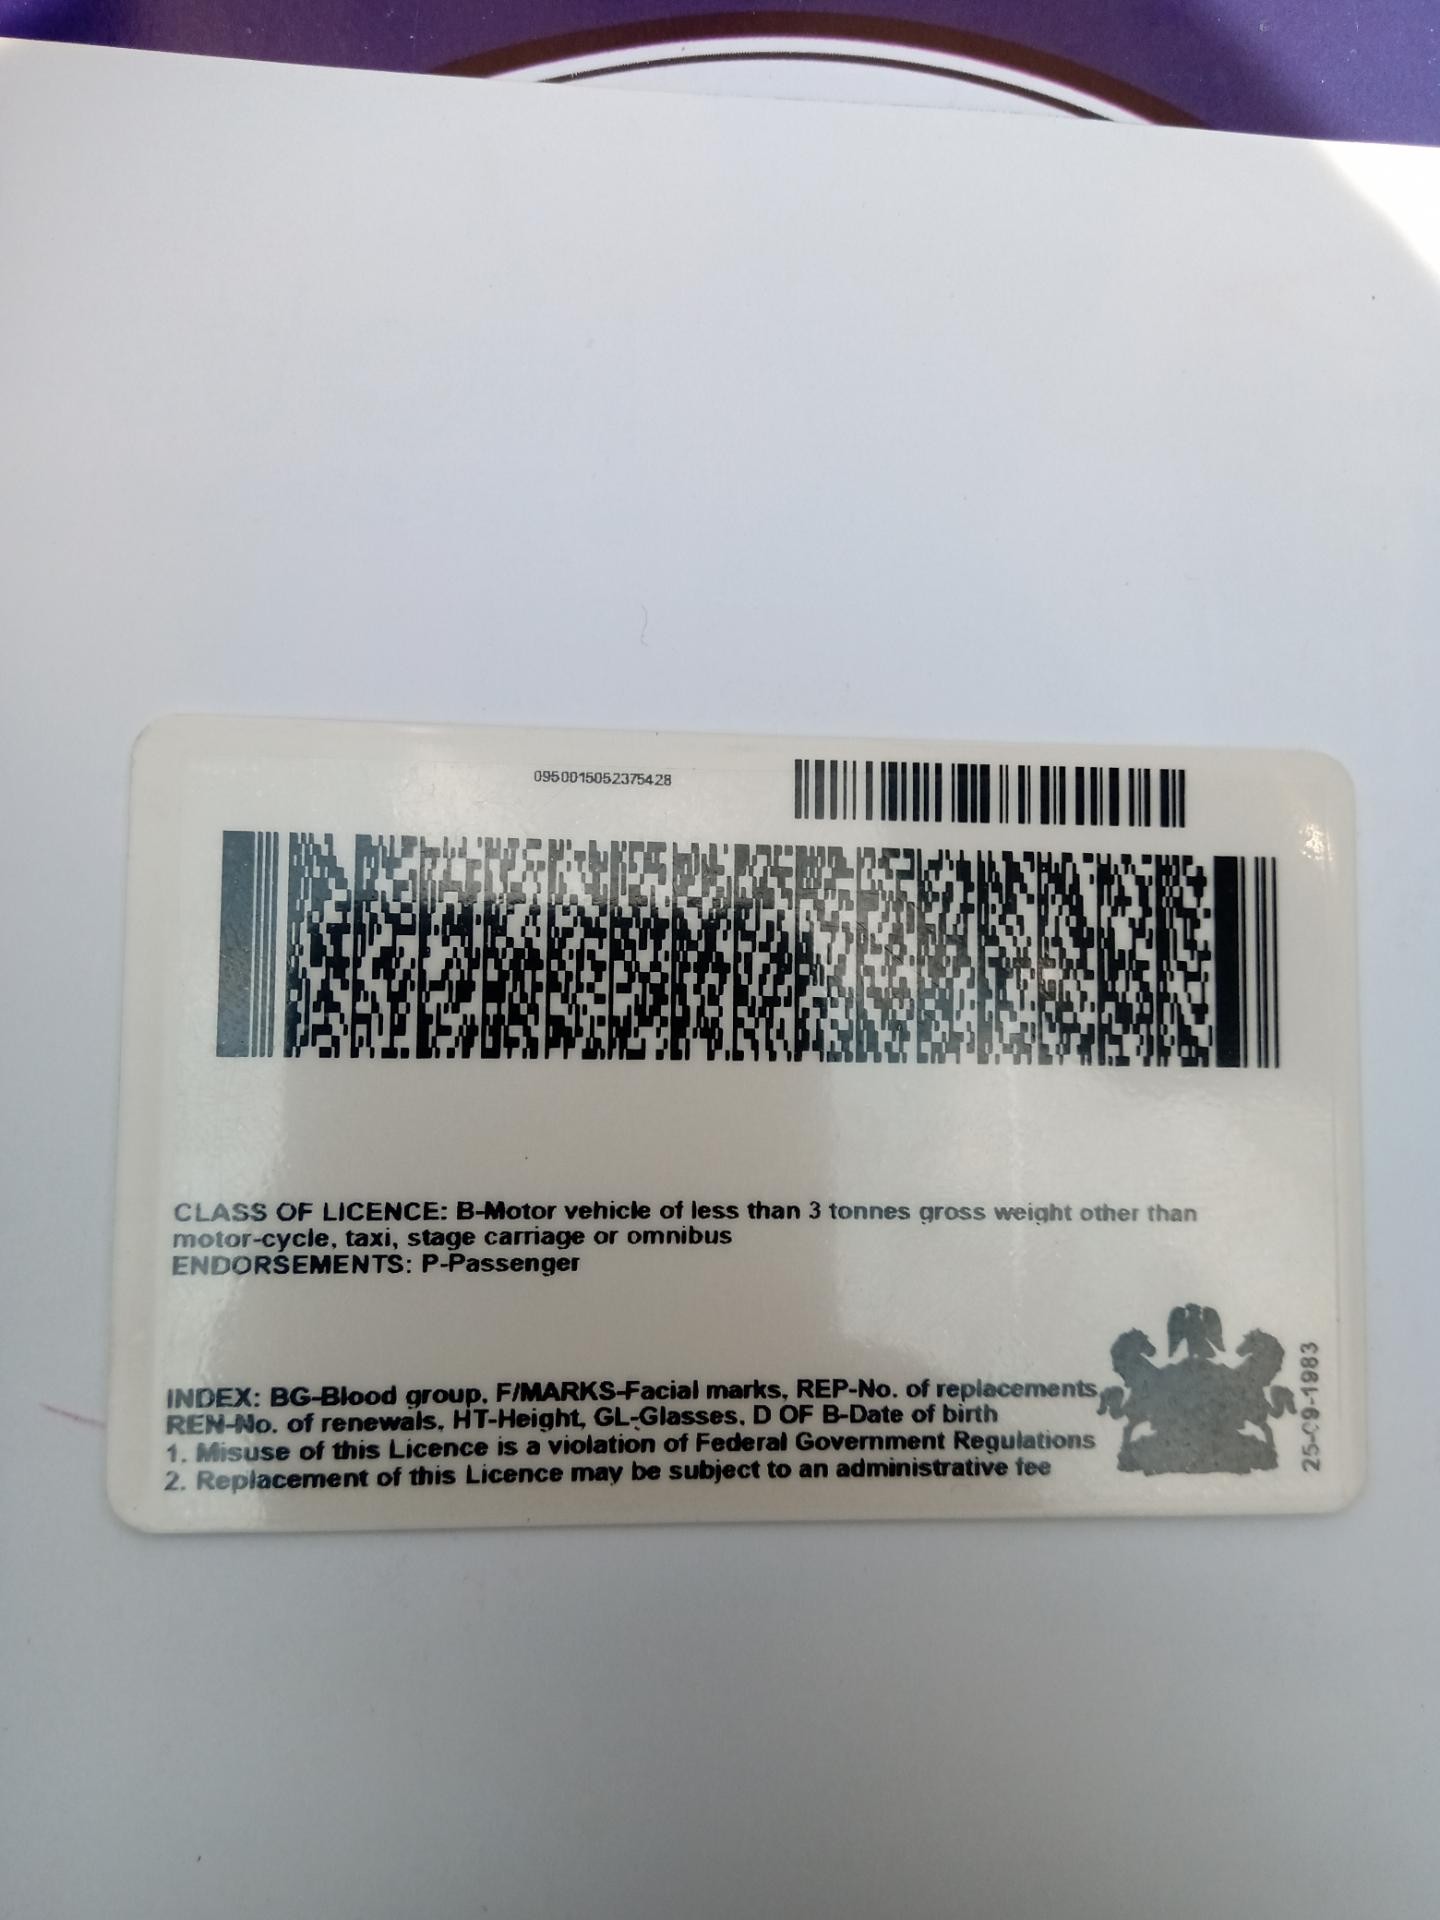 0950015052375428
CLASS OF LICENCE: B-Motor vehicle of less than 3 tonnes gross weight other than
motor-cycle, taxi, stage carriage or omnibus
ENDORSEMENTS: P-Passenger
INDEX: BG-Blood group, F/MARKS-Facial marks, REP-No. of replacements,
REN-No. of renewals, HT-Height, GL-Glasses, D OF B-Date of birth
1. Misuse of this Licence is a violation of Federal Government Regulations
2. Replacement of this Licence may be subject to an administrative fee
25-09-1983